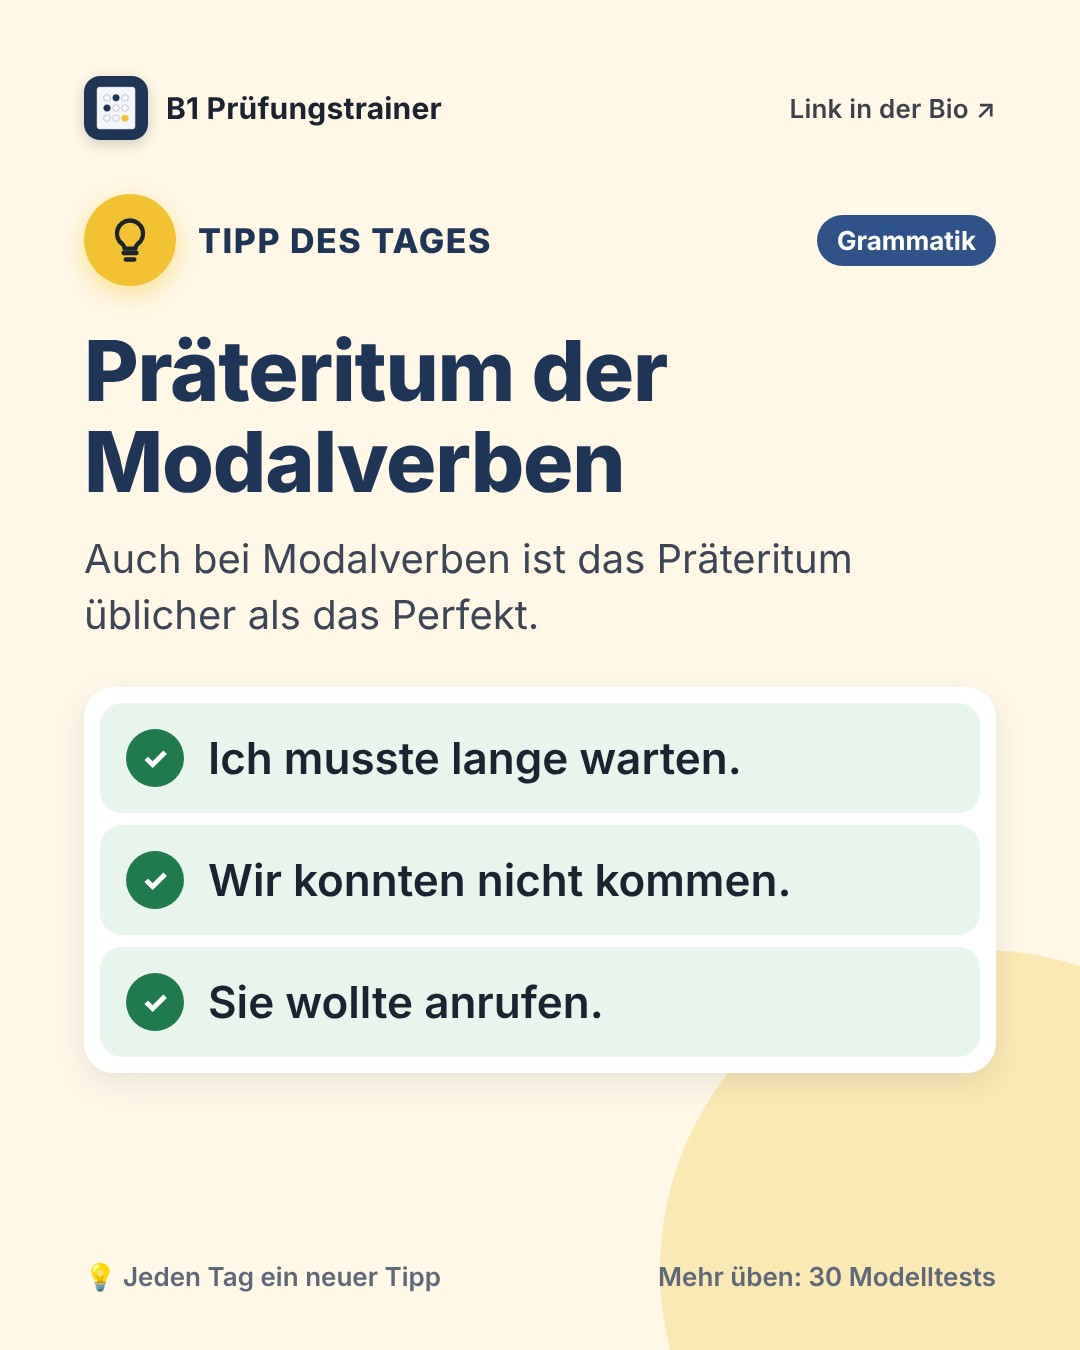 B1 Prüfungstrainer
Link in der Bio ↗
TIPP DES TAGES
Grammatik
Präteritum der
Modalverben
Auch bei Modalverben ist das Präteritum
üblicher als das Perfekt.
Ich musste lange warten.
Wir konnten nicht kommen.
Sie wollte anrufen.
💡 Jeden Tag ein neuer Tipp
Mehr üben: 30 Modelltests